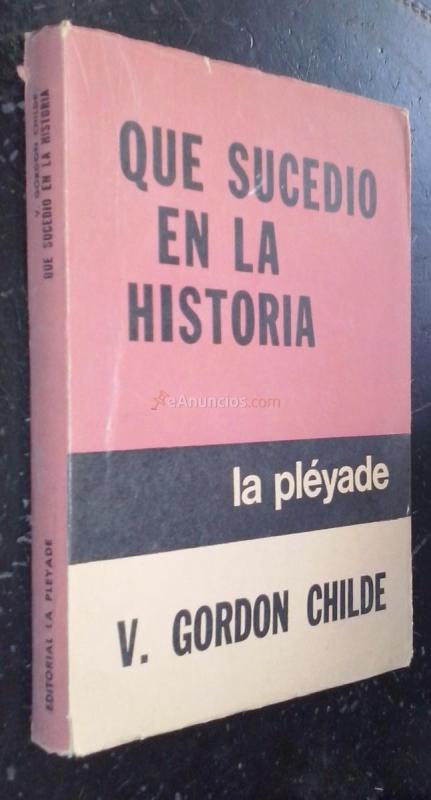 V. GORDON CHILDE
QUE SUCEDIO EN LA HISTORIA
EDITORIAL LA PLEYADE
QUE SUCEDIO
EN LA
HISTORIA
eAnuncios.com
la pléyade
V. GORDON CHILDE